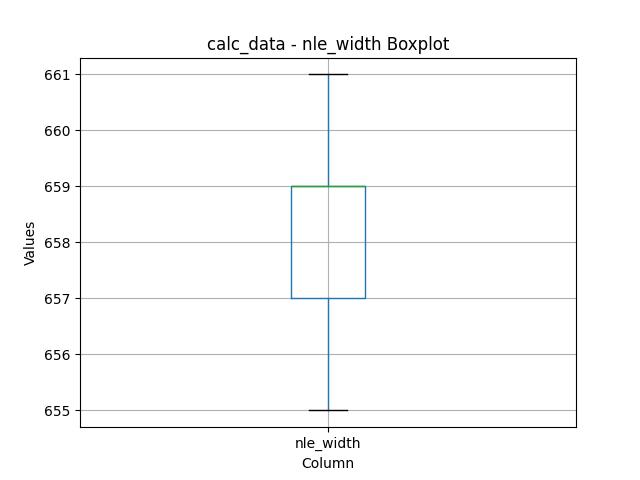 calc_data - nle_width Boxplot
661
660
659
658
657
656
655
Values
nle_width
Column